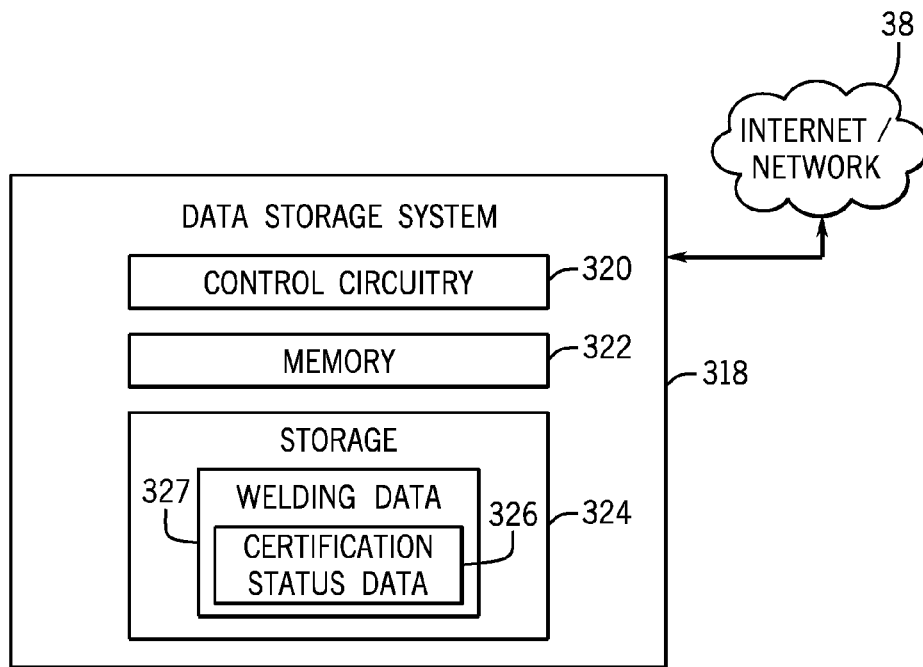 38
INTERNET /
NETWORK
DATA STORAGE SYSTEM
CONTROL CIRCUITRY
320
MEMORY
322
318
STORAGE
327
WELDING DATA
326
324
CERTIFICATION
STATUS DATA